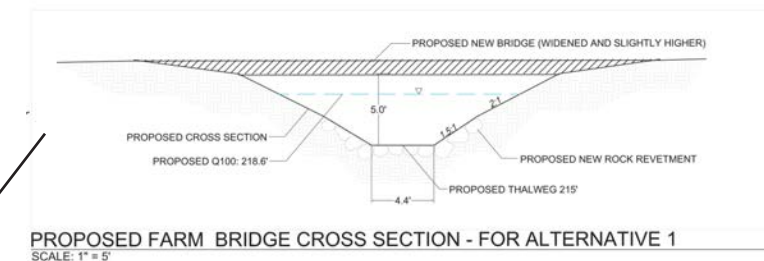 PROPOSED NEW BRIDGE (WIDENED AND SLIGHTLY HIGHER)
5.0'
2:1
1.5:1
PROPOSED CROSS SECTION
PROPOSED Q100: 218.6'
PROPOSED NEW ROCK REVETMENT
PROPOSED THALWEG 215'
4.4'
PROPOSED FARM BRIDGE CROSS SECTION - FOR ALTERNATIVE 1
SCALE: 1" = 5'